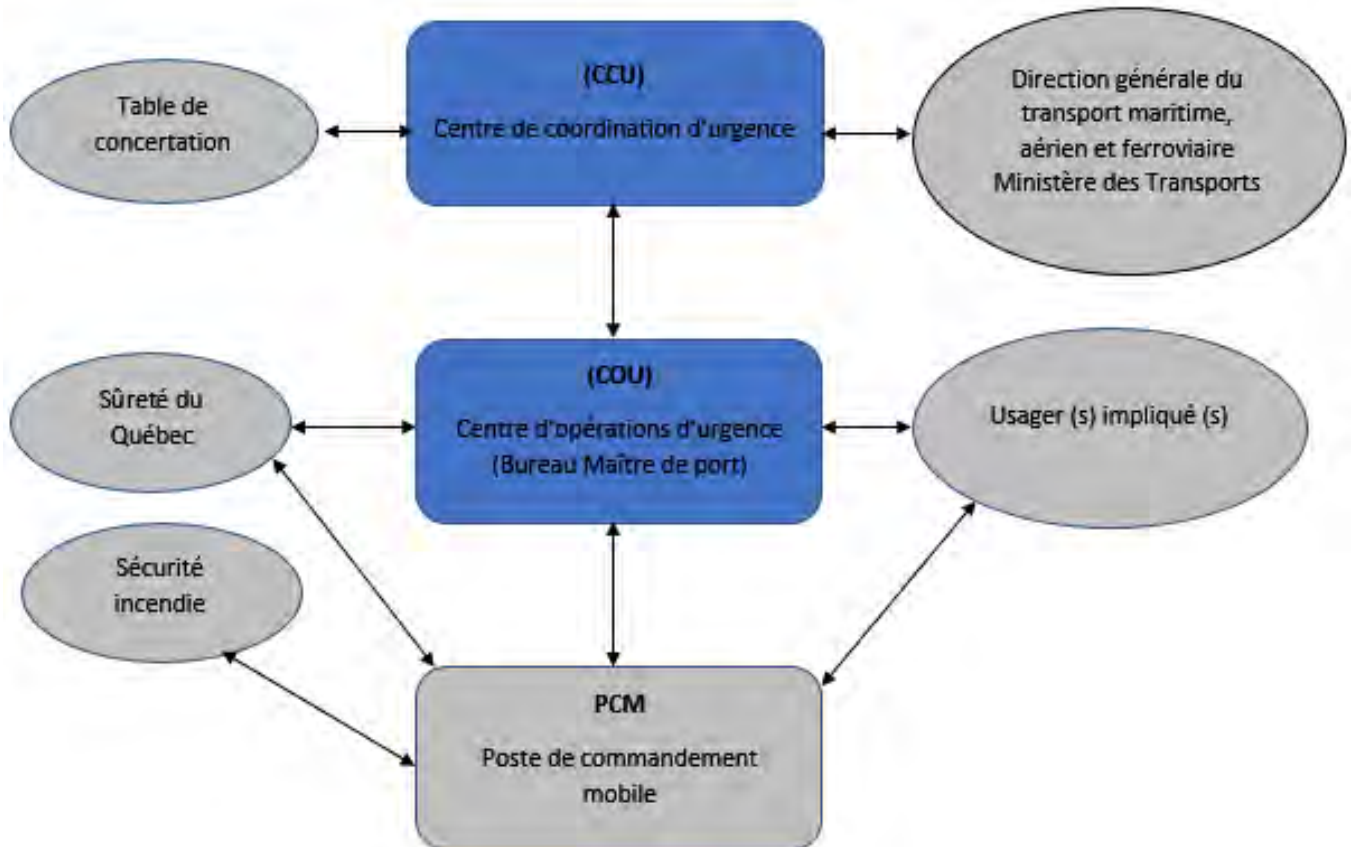 Table de
concertation
(CCU)
Centre de coordination d'urgence
Direction générale du
transport maritime,
aérien et ferroviaire
Ministère des Transports
Sûreté du
Québec
(COU)
Centre d'opérations d'urgence
(Bureau Maître de port)
Usager (s) impliqué (s)
Sécurité
incendie
PCM
Poste de commandement
mobile